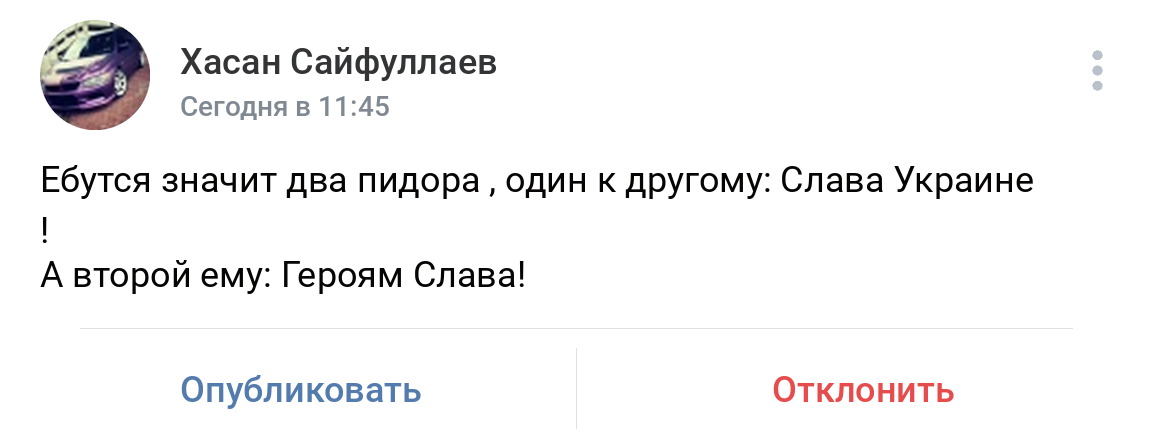 Хасан Сайфуллаев
Сегодня в 11:45
Ебутся значит два пидора , один к другому: Слава Украине
!
А второй ему: Героям Слава!
Опубликовать
Отклонить